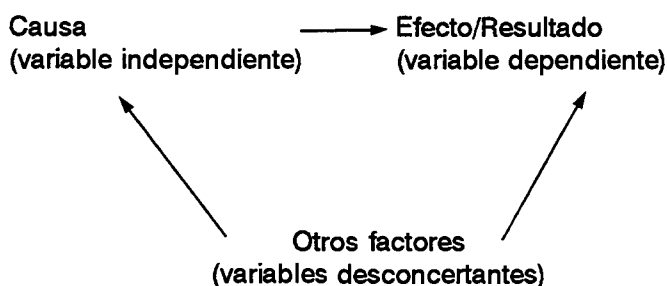 Causa
(variable independiente)
Efecto/Resultado
(variable dependiente)
Otros factores
(variables desconcertantes)